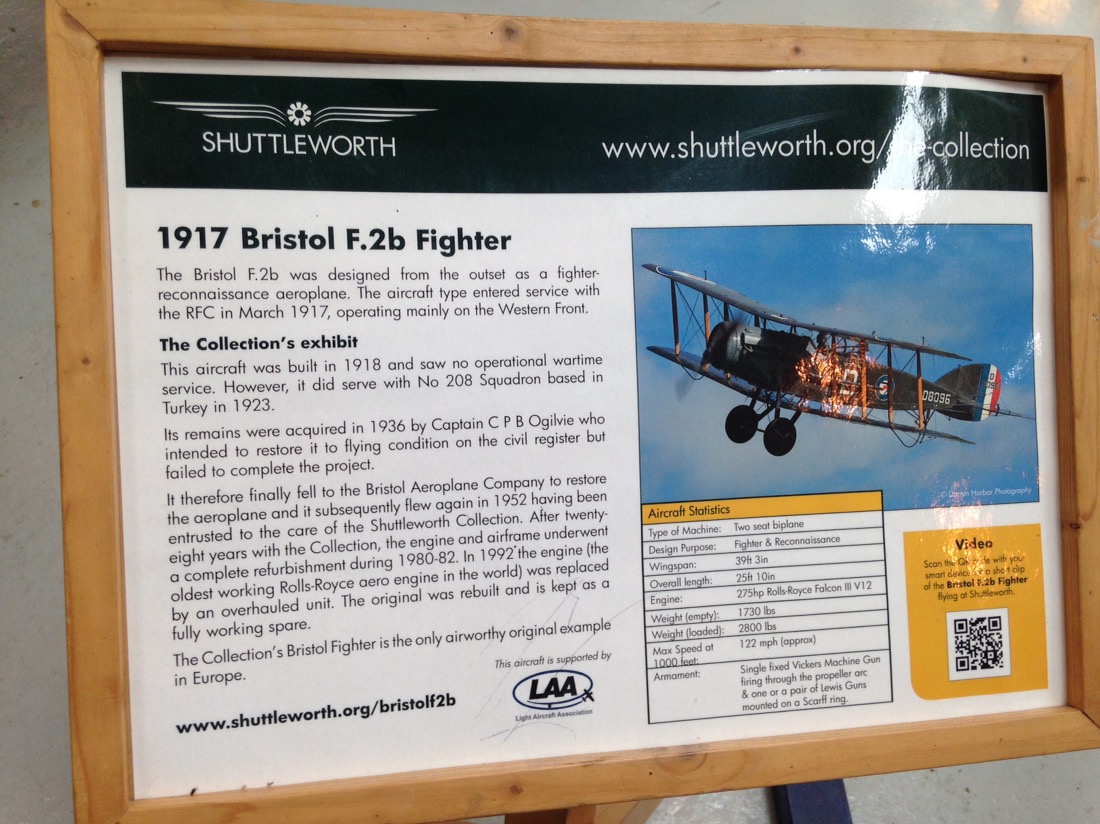 SHUTTLEWORTH
www.shuttleworth.org/the-collection
1917 Bristol F.2b Fighter
The Bristol F.2b was designed from the outset as a fighter-
reconnaissance aeroplane. The aircraft type entered service with
the RFC in March 1917, operating mainly on the Western Front.
The Collection's exhibit
This aircraft was built in 1918 and saw no operational wartime
service. However, it did serve with No 208 Squadron based in
Turkey in 1923.
Its remains were acquired in 1936 by Captain C P B Ogilvie who
intended to restore it to flying condition on the civil register but
failed to complete the project.
It therefore finally fell to the Bristol Aeroplane Company to restore
the aeroplane and it subsequently flew again in 1952 having been
entrusted to the care of the Shuttleworth Collection. After twenty-
eight years with the Collection, the engine and airframe underwent
a complete refurbishment during 1980-82. In 1992 the engine (the
oldest working Rolls-Royce aero engine in the world) was replaced
by an overhauled unit. The original was rebuilt and is kept as a
fully working spare.
The Collection's Bristol Fighter is the only airworthy original example
in Europe.
www.shuttleworth.org/bristolf2b
This aircraft is supported by
LAA
Light Aircraft Association
D8096
© Darren Harbar Photography
Aircraft Statistics
Type of Machine: Two seat biplane
Design Purpose: Fighter & Reconnaissance
Wingspan: 39ft 3in
Overall length: 25ft 10in
Engine: 275hp Rolls-Royce Falcon III V12
Weight (empty): 1730 lbs
Weight (loaded): 2800 lbs
Max Speed at 122 mph (approx)
1000 feet:
Armament: Single fixed Vickers Machine Gun
firing through the propeller arc
& one or a pair of Lewis Guns
mounted on a Scarff ring.
Video
Scan the QR code with your
smart device for a short clip
of the Bristol F.2b Fighter
flying at Shuttleworth.